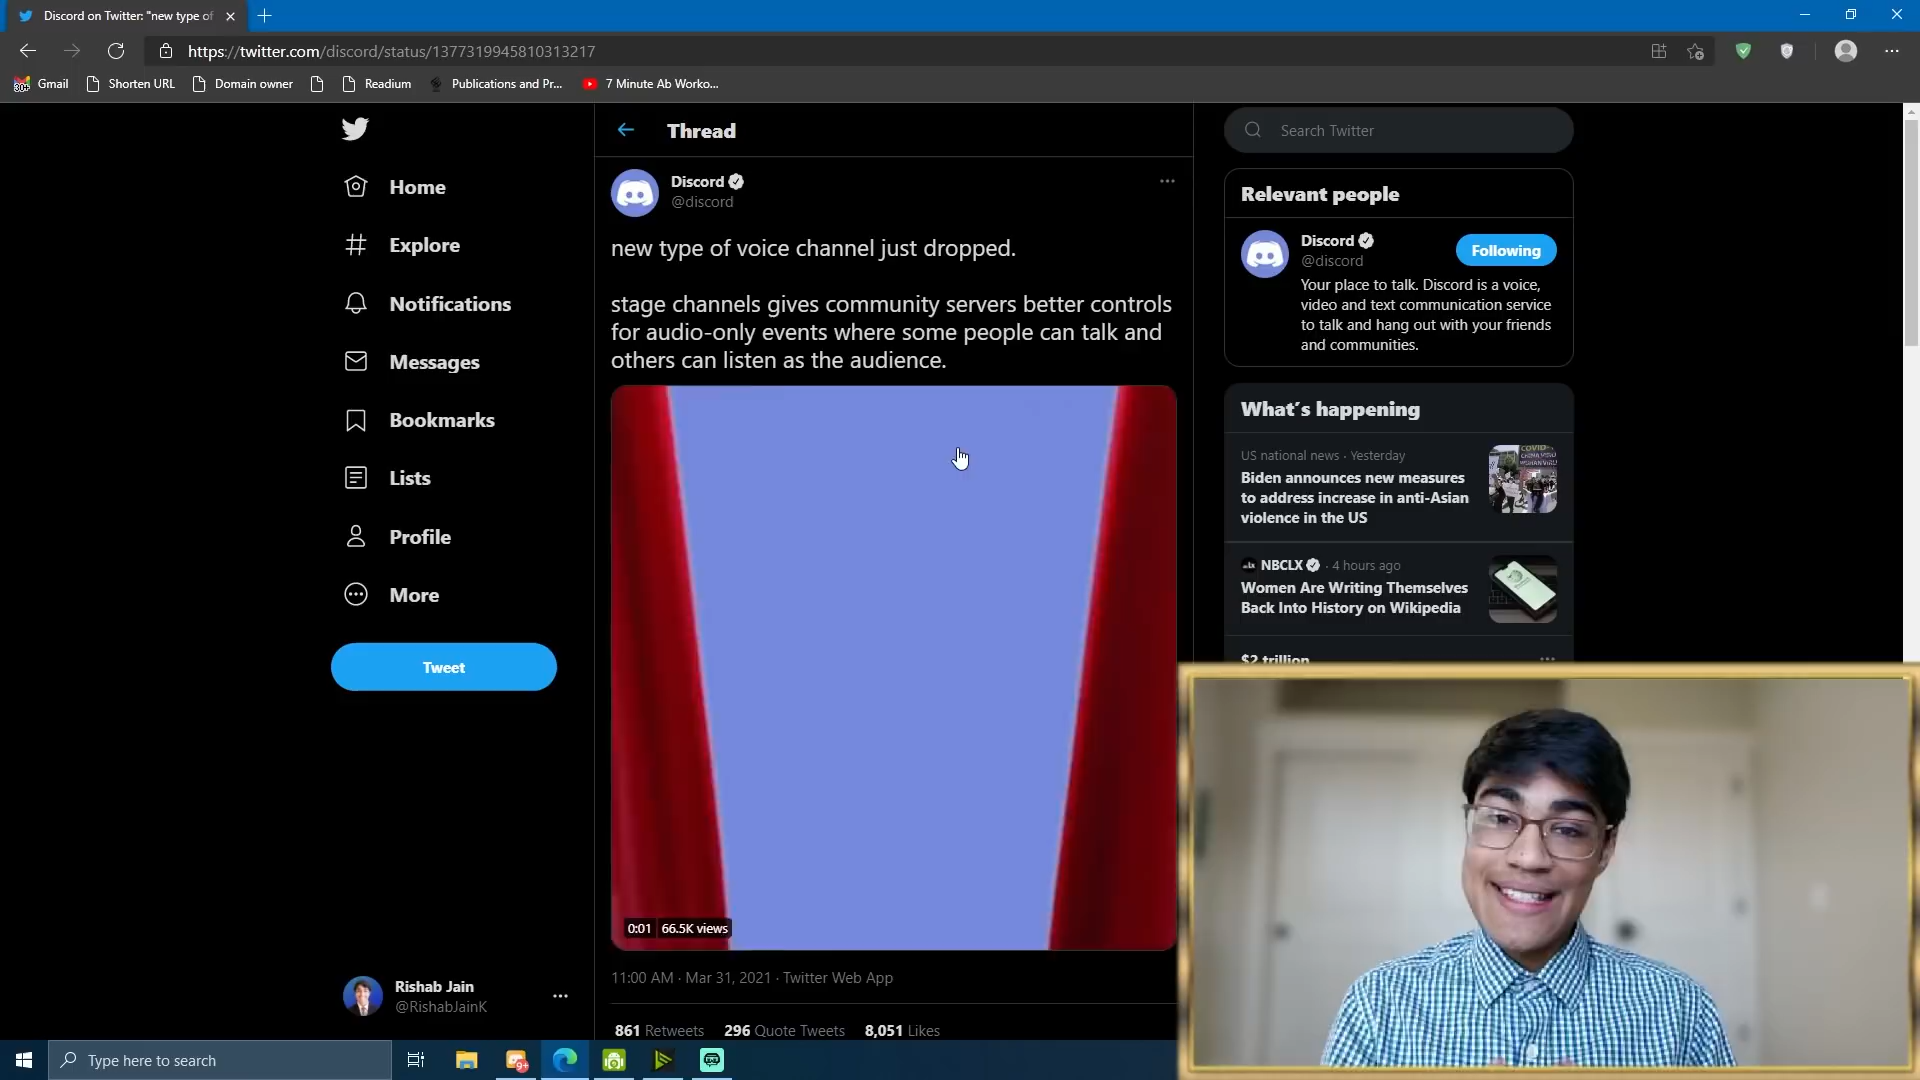 Discord on Twitter: "new type of
https://twitter.com/discord/status/1377319945810313217
Gmail
Shorten URL
Domain owner
Readium
Publications and Pr...
7 Minute Ab Worko...
Home
Explore
Notifications
Messages
Bookmarks
Lists
Profile
More
Tweet
Rishab Jain
@RishabJainK
Thread
Discord
@discord
new type of voice channel just dropped.
stage channels gives community servers better controls
for audio-only events where some people can talk and
others can listen as the audience.
0:01 66.5K views
11:00 AM · Mar 31, 2021 · Twitter Web App
861 Retweets 296 Quote Tweets 8,051 Likes
Search Twitter
Relevant people
Discord
@discord
Following
Your place to talk. Discord is a voice,
video and text communication service
to talk and hang out with your friends
and communities.
What's happening
US national news · Yesterday
Biden announces new measures
to address increase in anti-Asian
violence in the US
NBCLX · 4 hours ago
Women Are Writing Themselves
Back Into History on Wikipedia
$2 trillion
Type here to search
9+